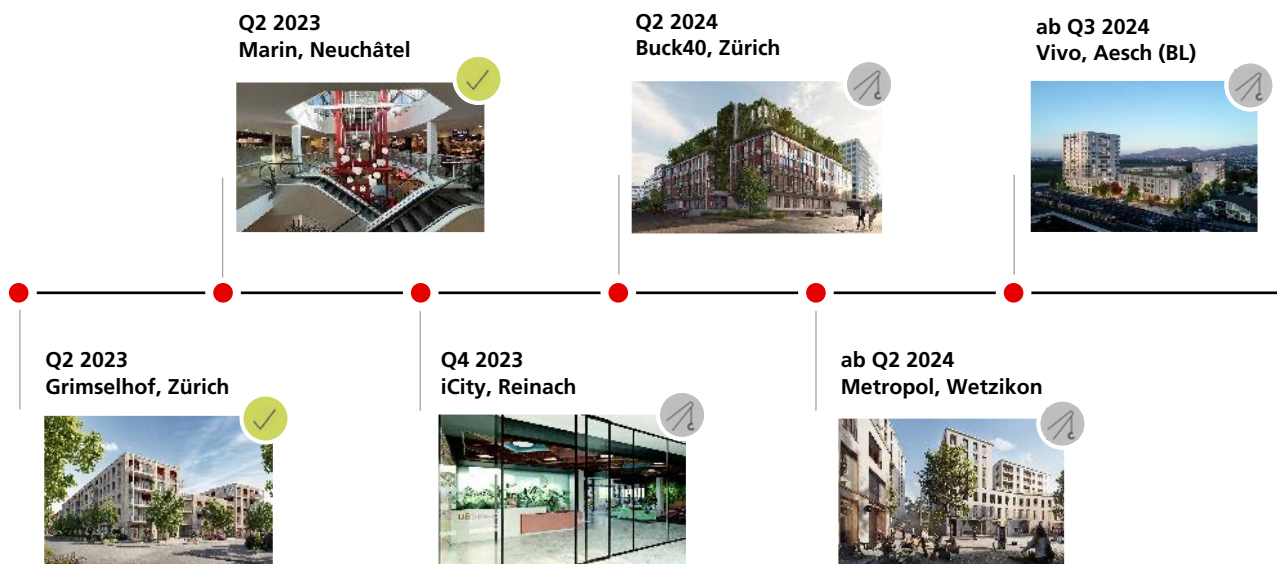 Q2 2023
Marin, Neuchâtel
Q2 2024
Buck40, Zürich
ab Q3 2024
Vivo, Aesch (BL)
Q2 2023
Grimselhof, Zürich
Q4 2023
iCity, Reinach
ab Q2 2024
Metropol, Wetzikon